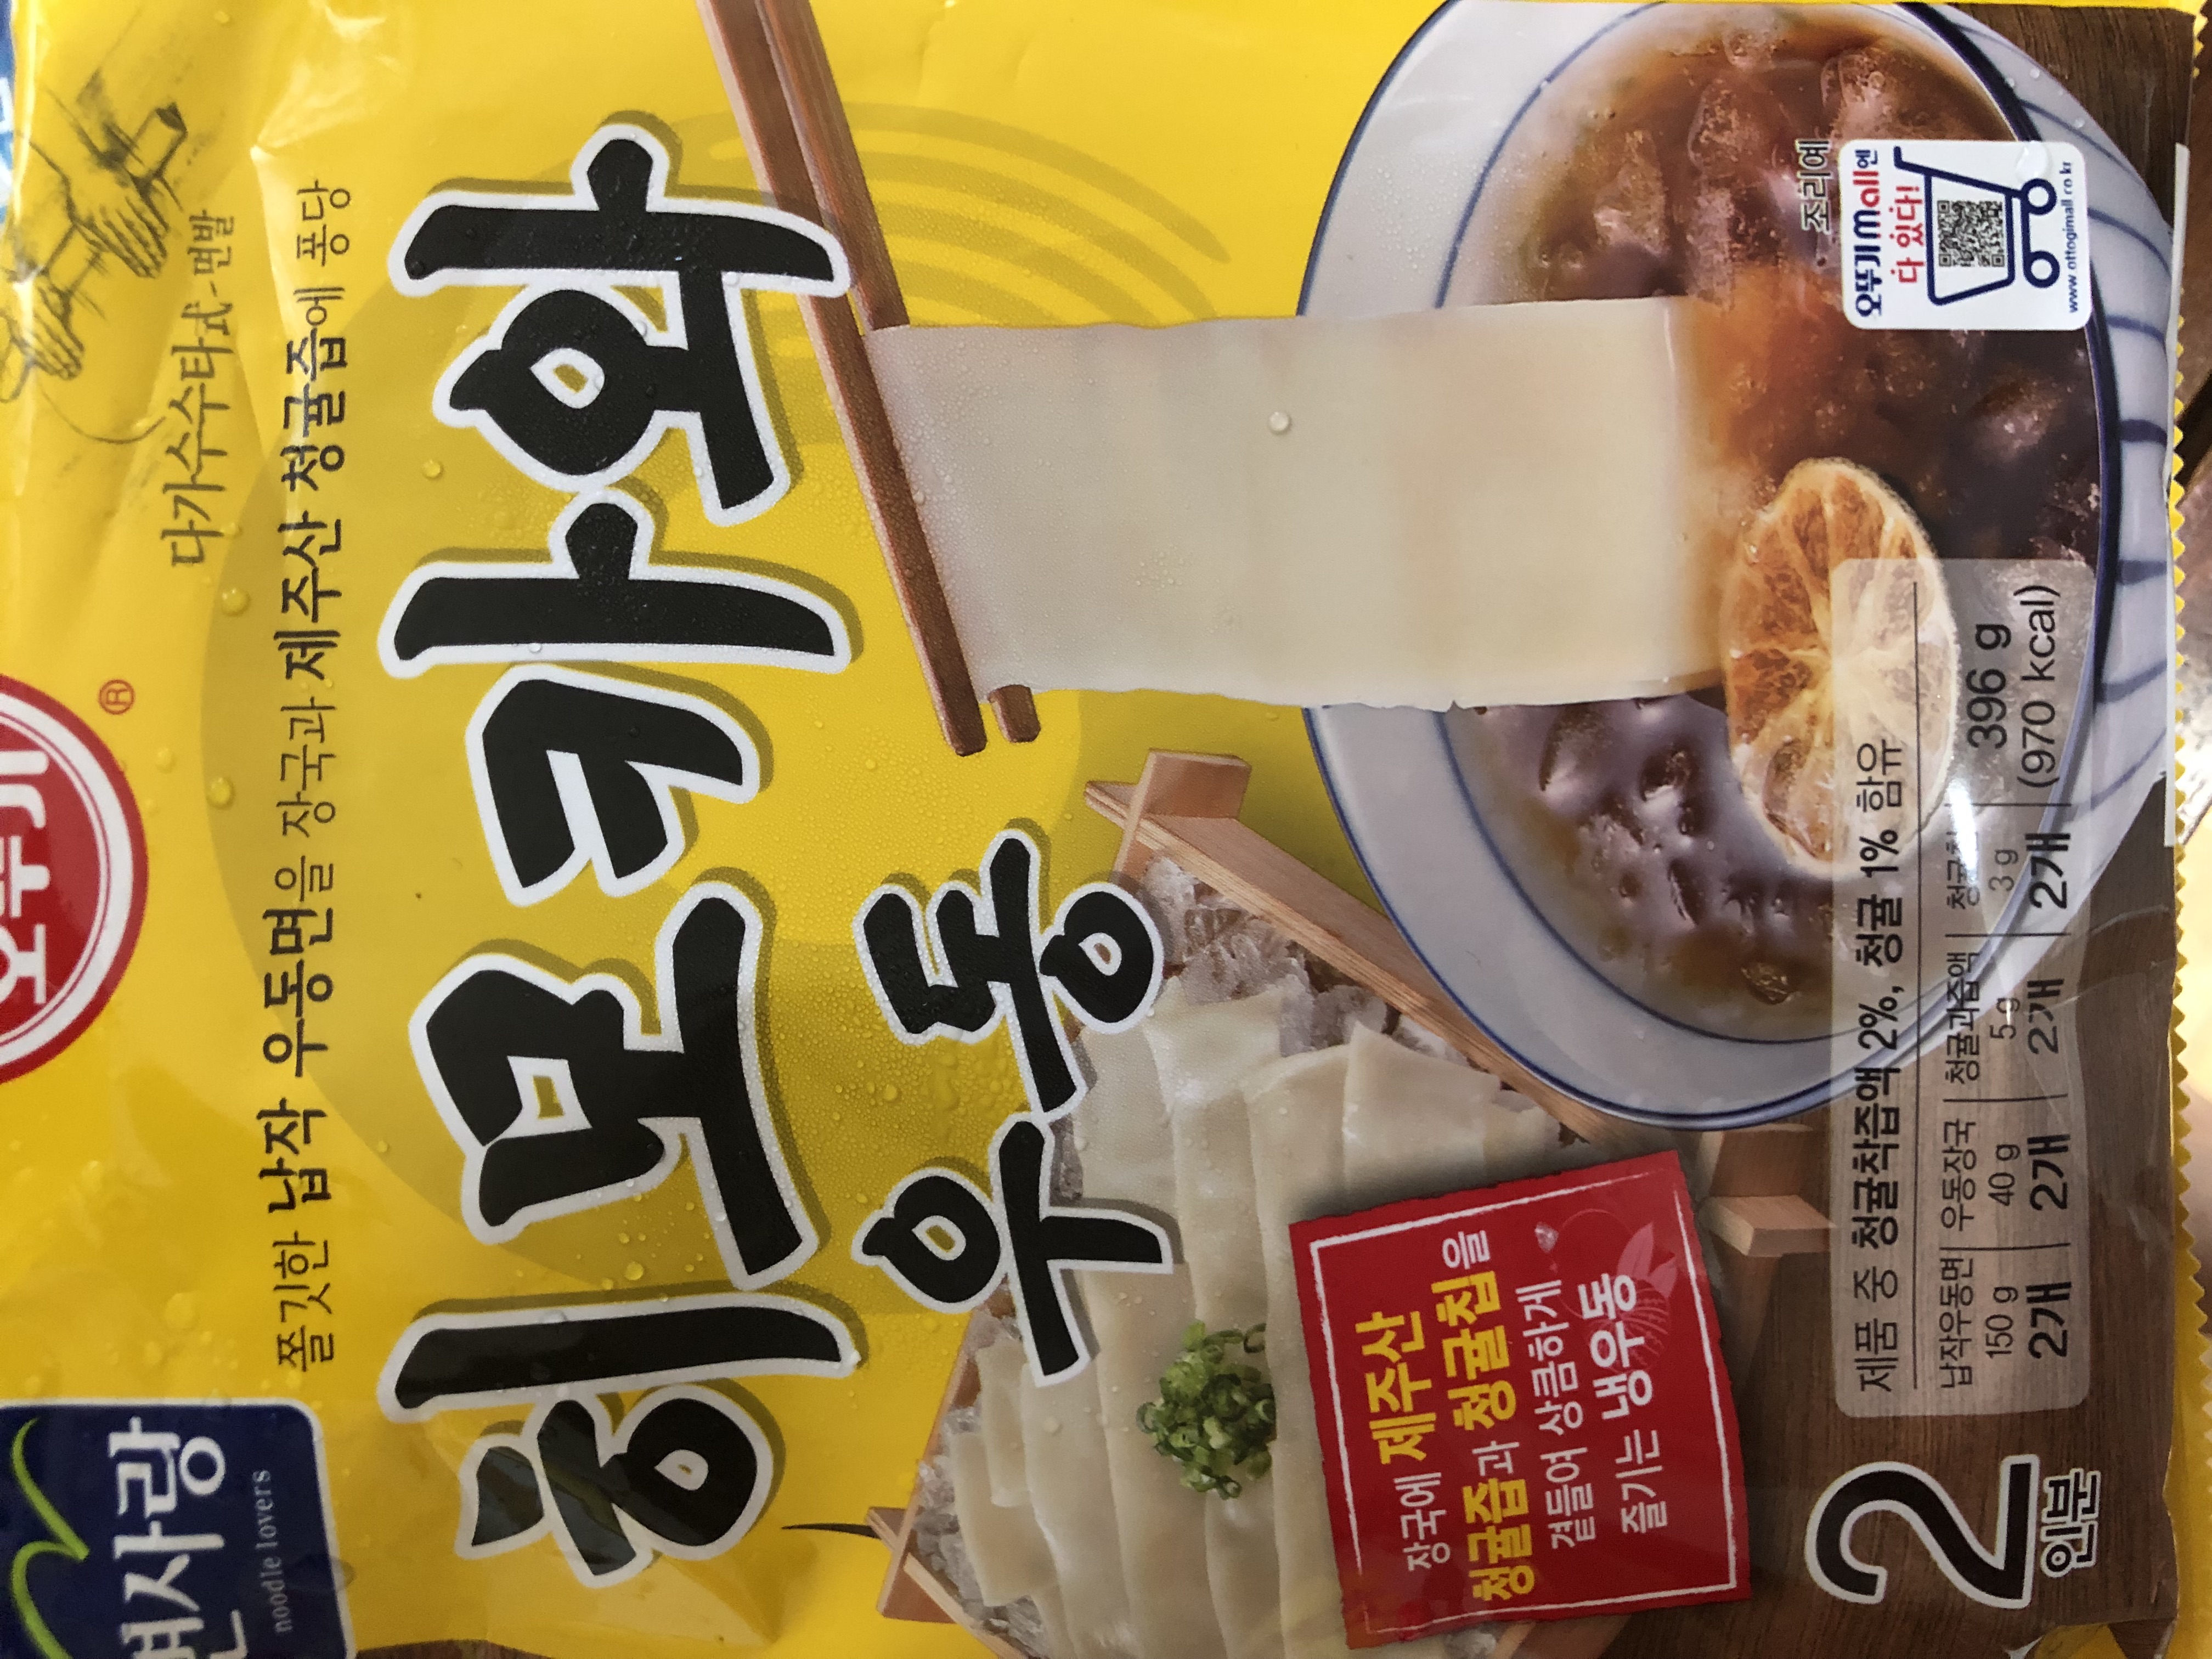 오뚜기
®
면사랑
noodle lovers
다가수수타式-면발
쫄깃한 납작 우동면을 장국과 제주산 청귤즙에 퐁당
히모카와
우동
장국에 제주산
청귤즙과 청귤칩을
곁들여 상큼하게
즐기는 냉우동
조리예
오뚜기mall엔
다 있다!
www.ottogimall.co.kr
2
인분
제품 중 청귤착즙액 2%, 청귤 1% 함유
납작우동면 우동장국 청귤과즙액 청귤칩
150 g 40 g 5 g 3 g 396 g
2개 2개 2개 2개 (970 kcal)